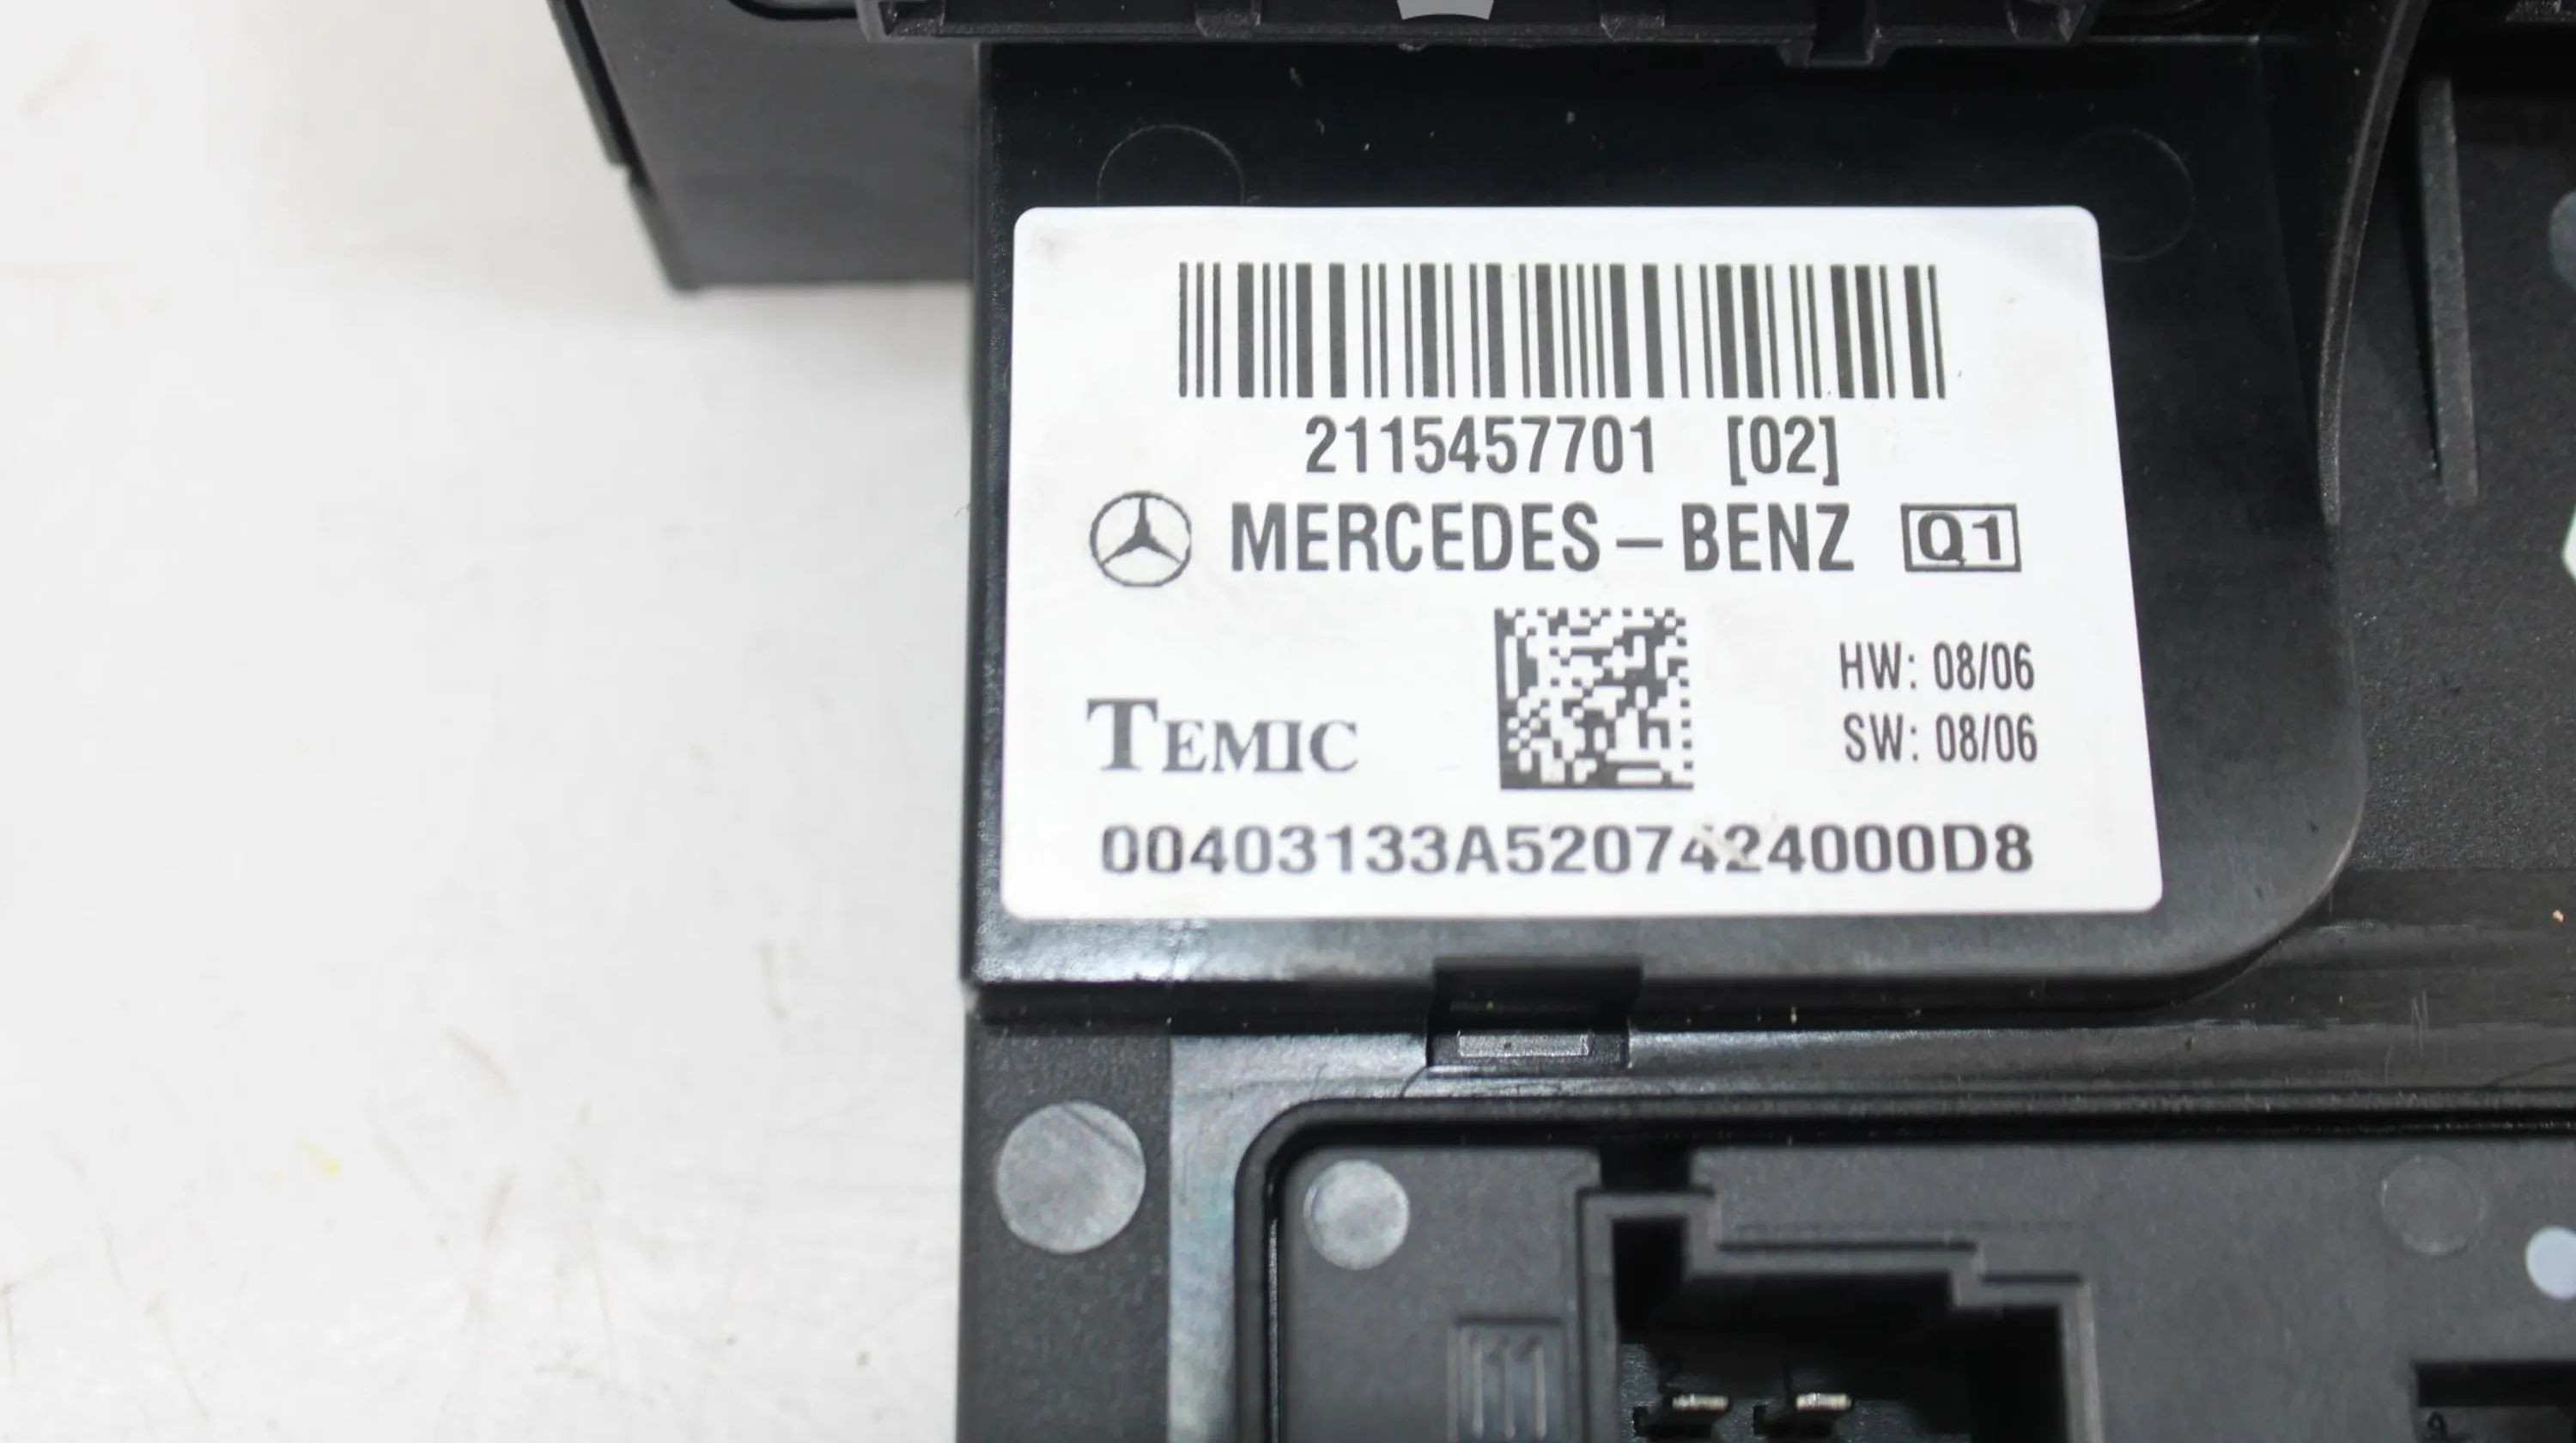 2115457701 [02]
MERCEDES-BENZ Q1
HW: 08/06
SW: 08/06
TEMIC
00403133A5207424000D8